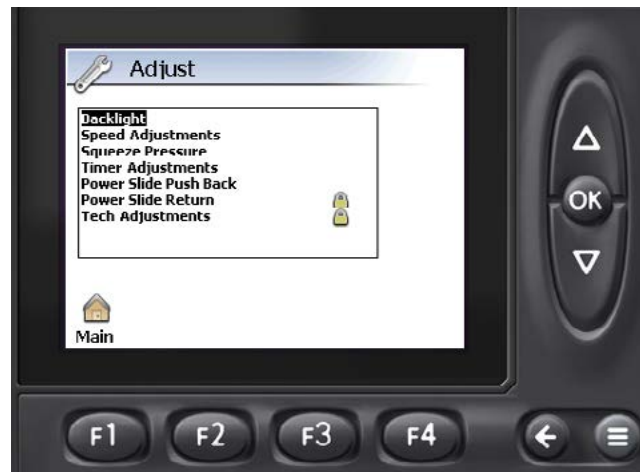 Adjust
Backlight
Speed Adjustments
Squeeze Pressure
Timer Adjustments
Power Slide Push Back
Power Slide Return
Tech Adjustments
Main
OK
F1 F2 F3 F4